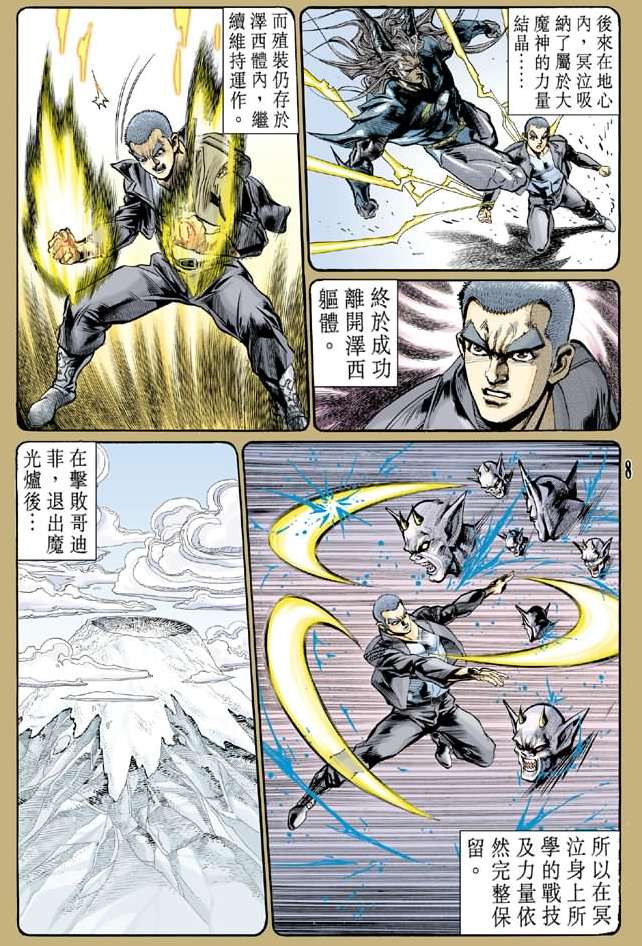 後來在地心
內，冥泣吸
納了屬於大
魔神的力量
結晶……
終於成功
離開澤西
軀體。
而殖裝仍存於
澤西體內，繼
續維持運作。
所以在冥
泣身上所
學的戰技
及力量依
然完整保
留。
在擊敗哥迪
菲，退出魔
光爐後…
8